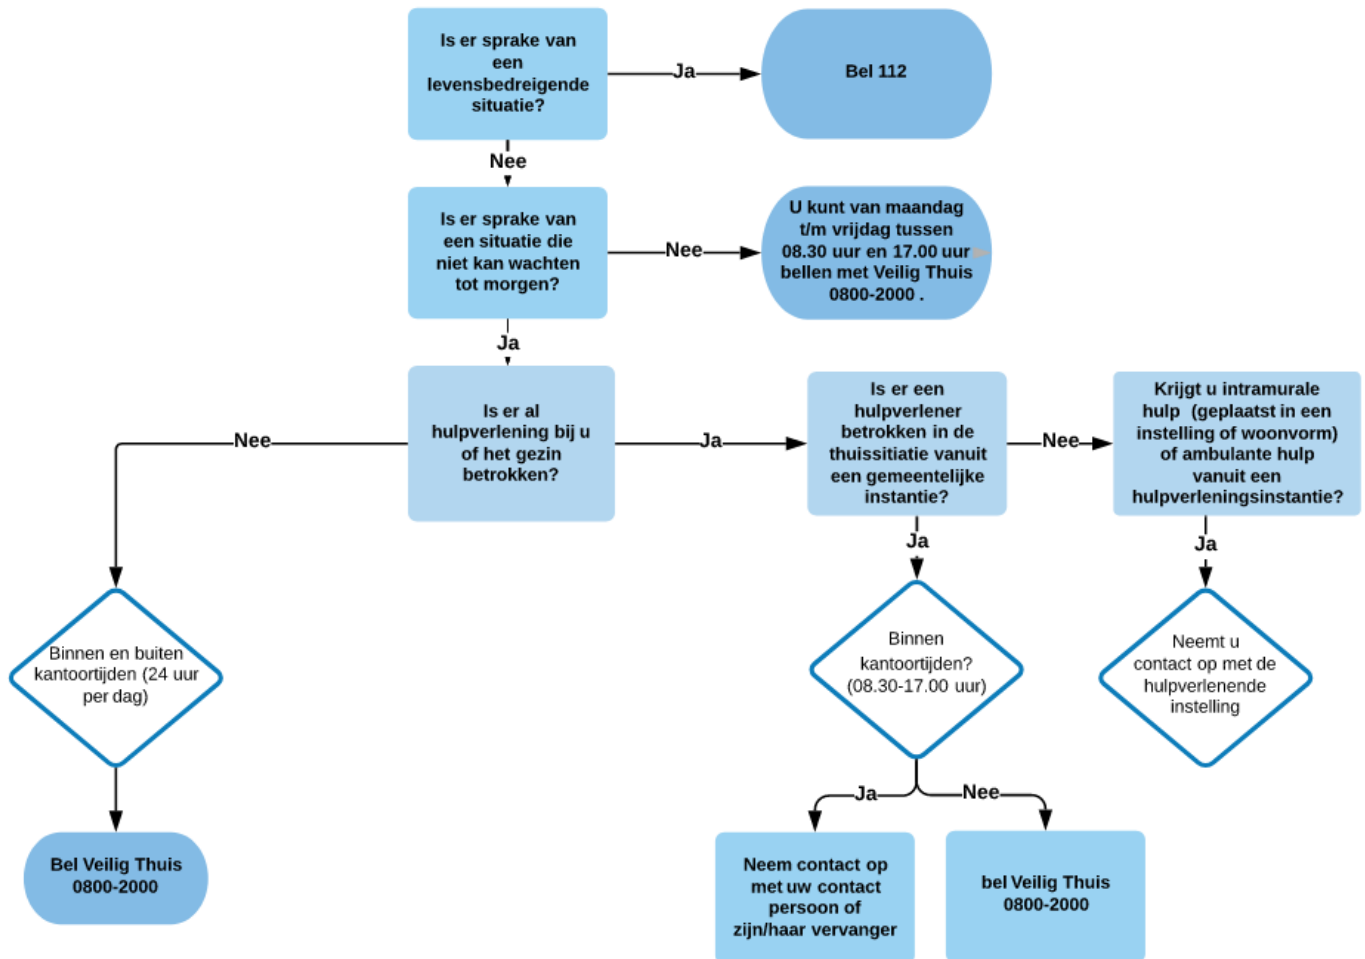 Is er sprake van
een
levensbedreigende
situatie?
Ja
Bel 112
Nee
Is er sprake van
een situatie die
niet kan wachten
tot morgen?
Nee
U kunt van maandag
t/m vrijdag tussen
08.30 uur en 17.00 uur
bellen met Veilig Thuis
0800-2000 .
Ja
Is er al
hulpverlening bij u
of het gezin
betrokken?
Nee
Ja
Is er een
hulpverlener
betrokken in de
thuissitiatie vanuit
een gemeentelijke
instantie?
Nee
Krijgt u intramurale
hulp (geplaatst in een
instelling of woonvorm)
of ambulante hulp
vanuit een
hulpverleningsinstantie?
Ja
Ja
Binnen en buiten
kantoortijden (24 uur
per dag)
Binnen
kantoortijden?
(08.30-17.00 uur)
Neemt u
contact op met de
hulpverlenende
instelling
Ja
Nee
Bel Veilig Thuis
0800-2000
Neem contact op
met uw contact
persoon of
zijn/haar vervanger
bel Veilig Thuis
0800-2000